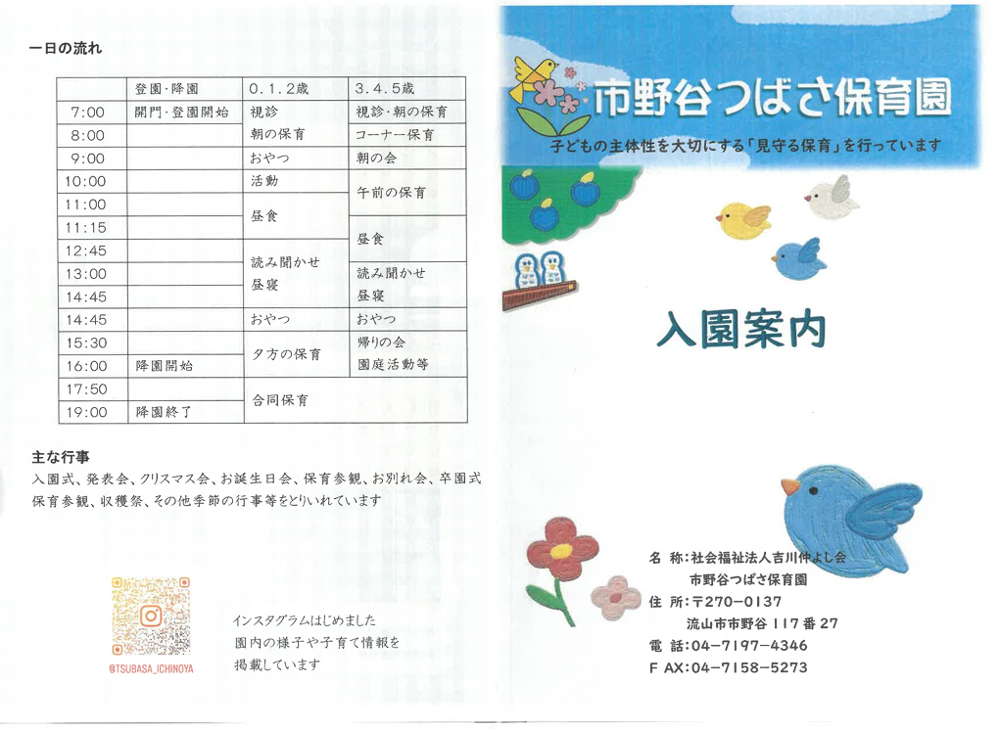 一日の流れ
登園・降園 0.1.2歳 3.4.5歳
7:00 開門・登園開始 視診 視診・朝の保育
8:00 朝の保育 コーナー保育
9:00 おやつ 朝の会
10:00 活動 午前の保育
11:00 昼食
11:15 昼食
12:45 読み聞かせ
13:00 昼寝 読み聞かせ
14:45 昼寝
14:45 おやつ おやつ
15:30 夕方の保育 帰りの会
16:00 降園開始 園庭活動等
17:50 合同保育
19:00 降園終了
主な行事
入園式、発表会、クリスマス会、お誕生日会、保育参観、お別れ会、卒園式
保育参観、収穫祭、その他季節の行事等をとりいれています
インスタグラムはじめました
園内の様子や子育て情報を
掲載しています
@TSUBASA_ICHINOYA
市野谷つばさ保育園
子どもの主体性を大切にする「見守る保育」を行っています
入園案内
名 称:社会福祉法人吉川仲よし会
市野谷つばさ保育園
住 所:〒270-0137
流山市市野谷117番27
電 話:04-7197-4346
F AX:04-7158-5273